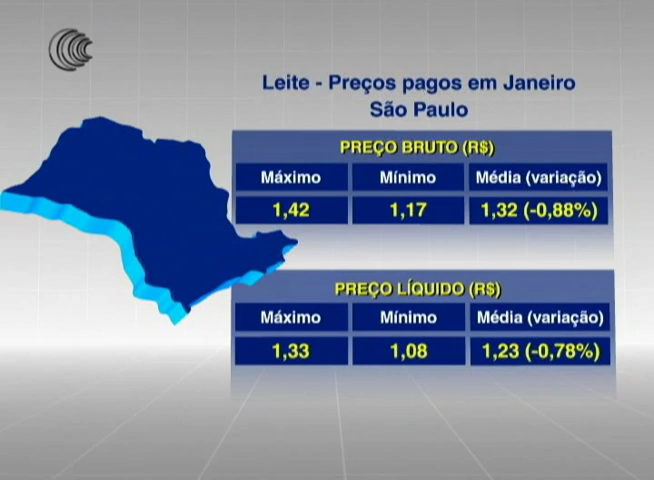 Leite - Preços pagos em Janeiro
São Paulo
PREÇO BRUTO (R$)
Máximo Mínimo Média (variação)
1,42 1,17 1,32 (-0,88%)
PREÇO LÍQUIDO (R$)
Máximo Mínimo Média (variação)
1,33 1,08 1,23 (-0,78%)